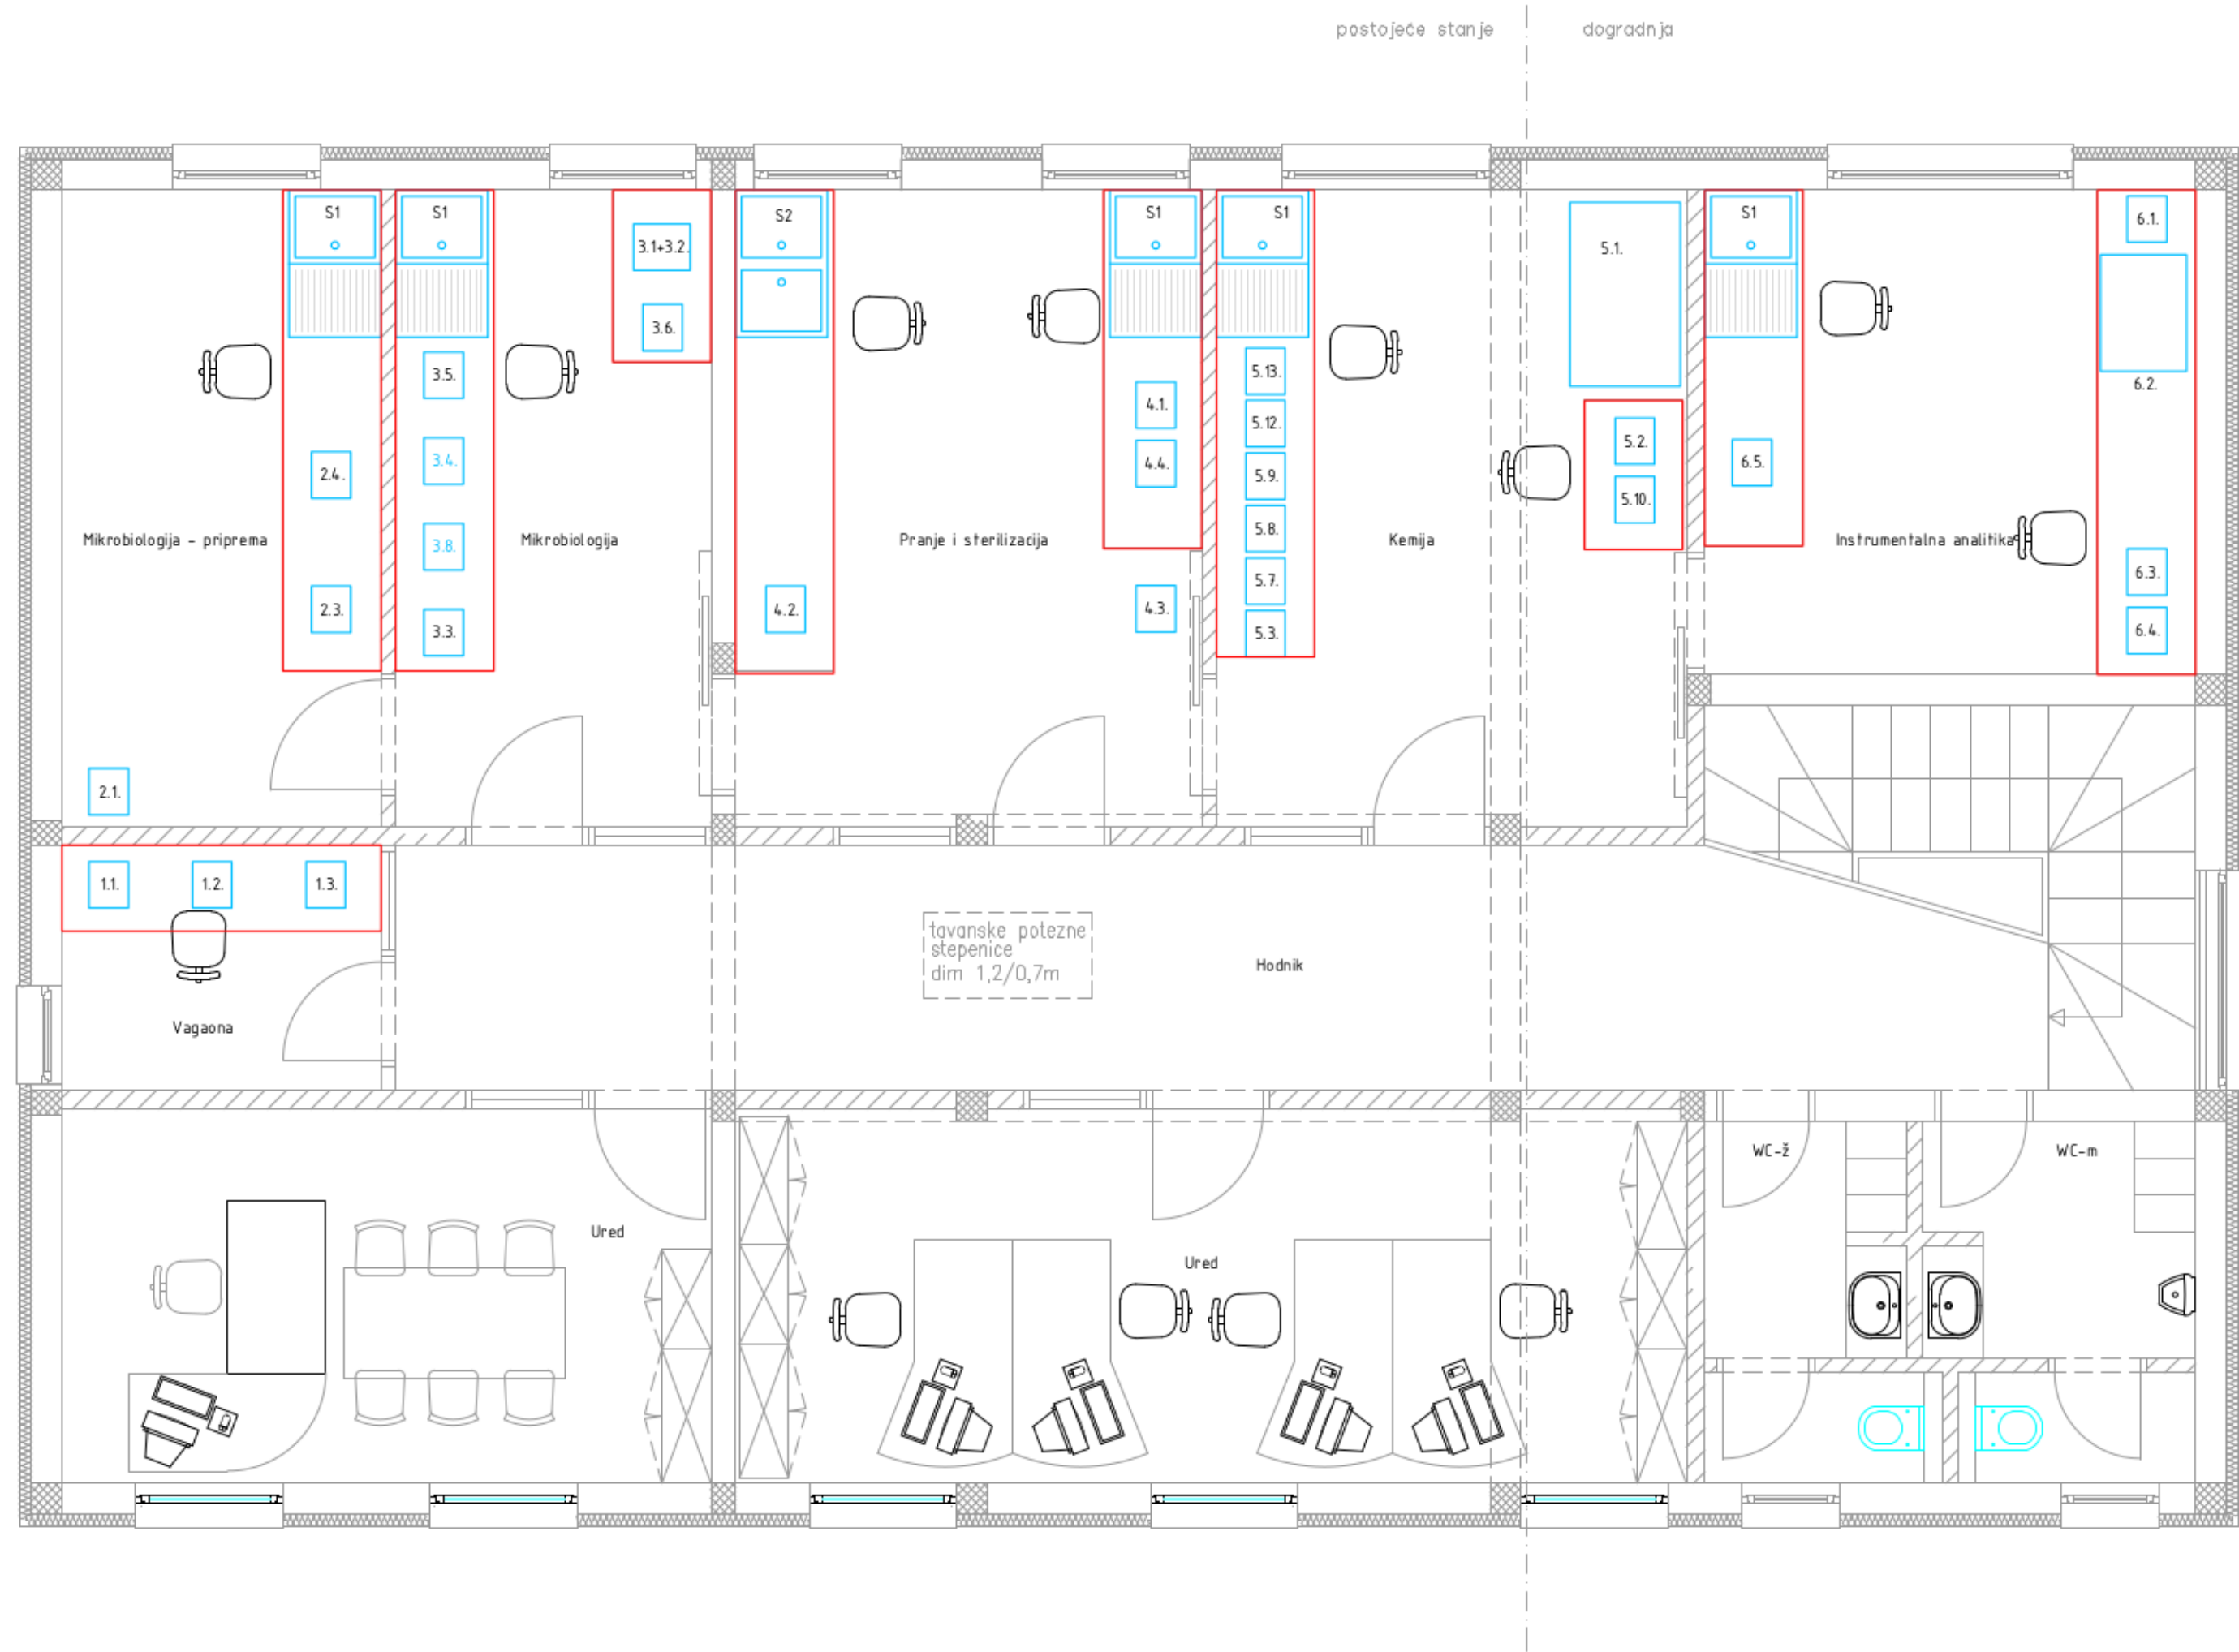 postojeće stanje
dogradnja
S1
S1
3.1+3.2.
S2
S1
S1
5.1.
S1
6.1.
3.6.
3.5.
5.13.
6.2.
4.1.
5.12.
5.2.
3.4.
2.4.
4.4.
5.9.
5.10.
6.5.
Mikrobiologija - priprema
3.8.
Mikrobiologija
Pranje i sterilizacija
5.8.
Kemija
Instrumentalna analitika
2.3.
3.3.
4.2.
4.3.
5.7.
5.3.
6.3.
6.4.
2.1.
1.1.
1.2.
1.3.
tavanske potezne
stepenice
dim 1,2/0,7m
Hodnik
Vagaona
WC-ž
WC-m
Ured
Ured